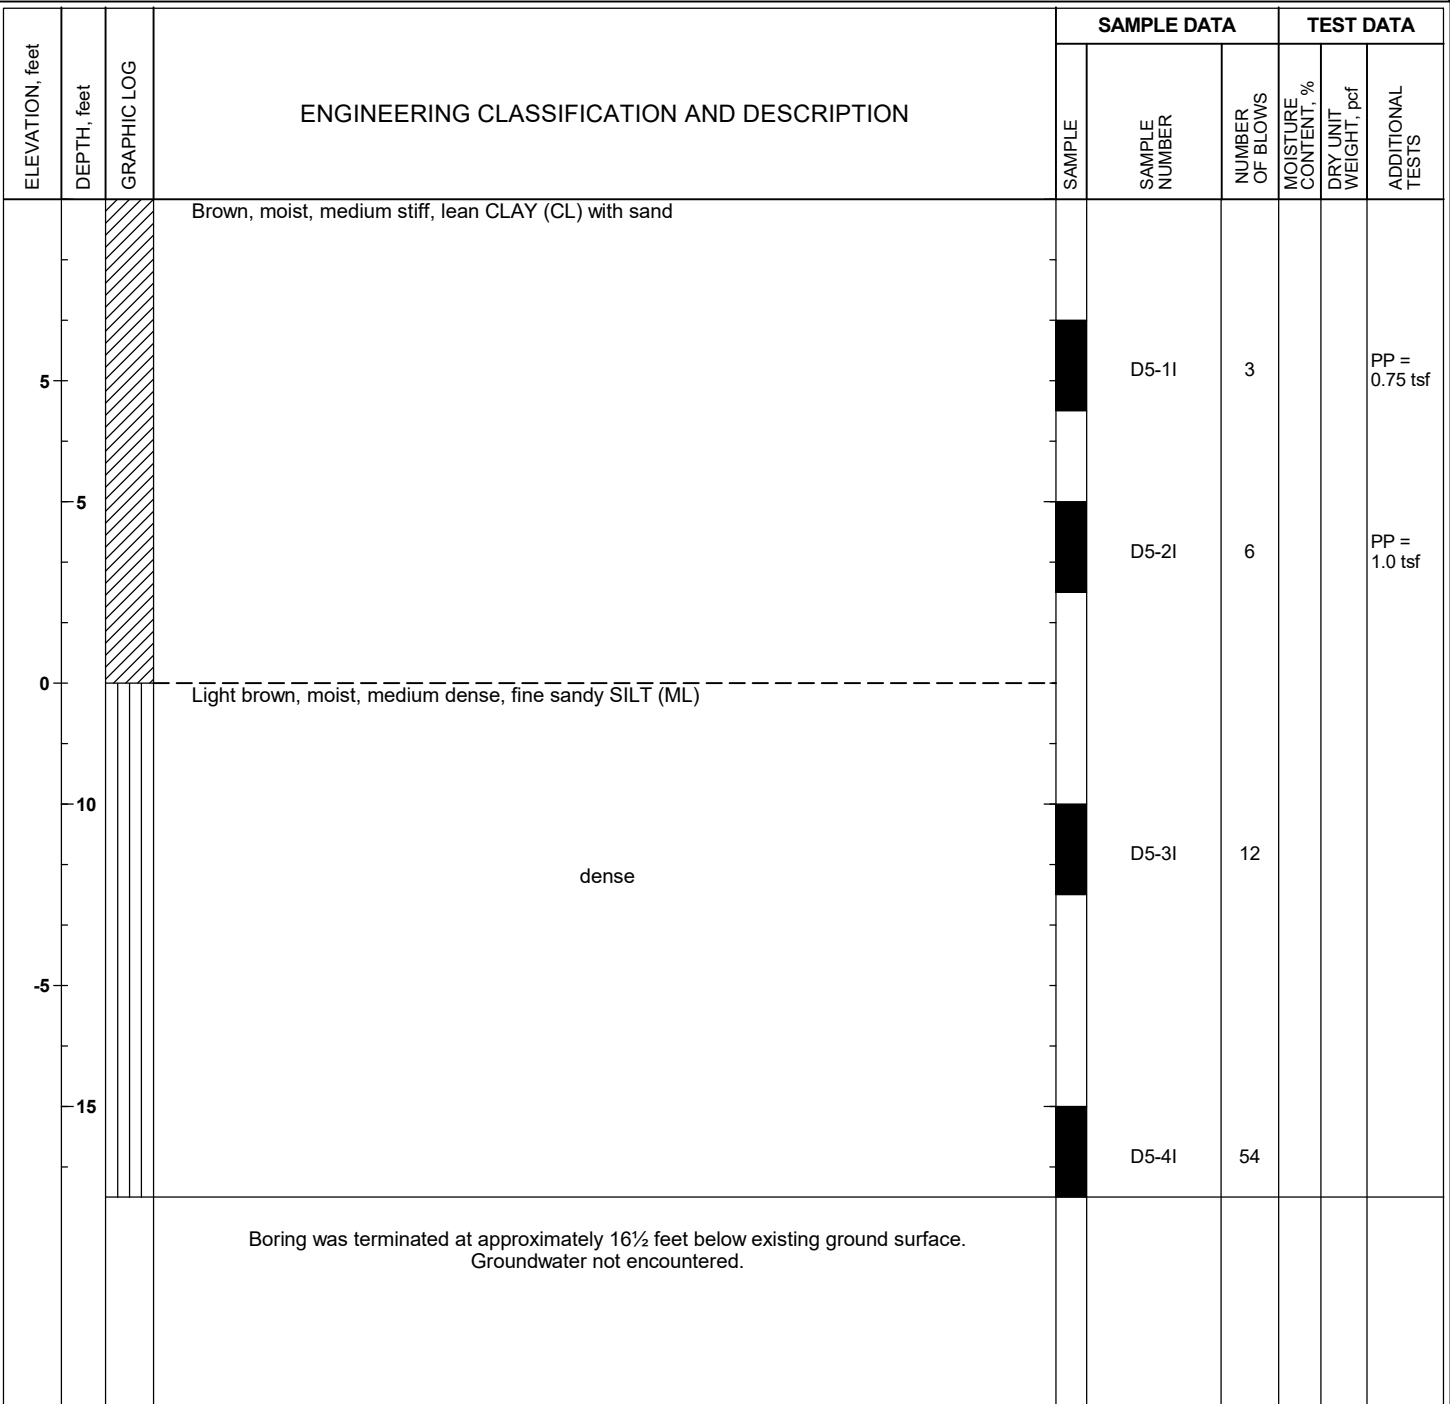 SAMPLE DATA
TEST DATA
ELEVATION, feet
DEPTH, feet
GRAPHIC LOG
ENGINEERING CLASSIFICATION AND DESCRIPTION
SAMPLE
SAMPLE
NUMBER
NUMBER
OF BLOWS
MOISTURE
CONTENT, %
DRY UNIT
WEIGHT, pcf
ADDITIONAL
TESTS
Brown, moist, medium stiff, lean CLAY (CL) with sand
5
D5-1I
3
PP =
0.75 tsf
5
D5-2I
6
PP =
1.0 tsf
0
Light brown, moist, medium dense, fine sandy SILT (ML)
10
D5-3I
12
dense
-5
15
D5-4I
54
Boring was terminated at approximately 16½ feet below existing ground surface.
Groundwater not encountered.